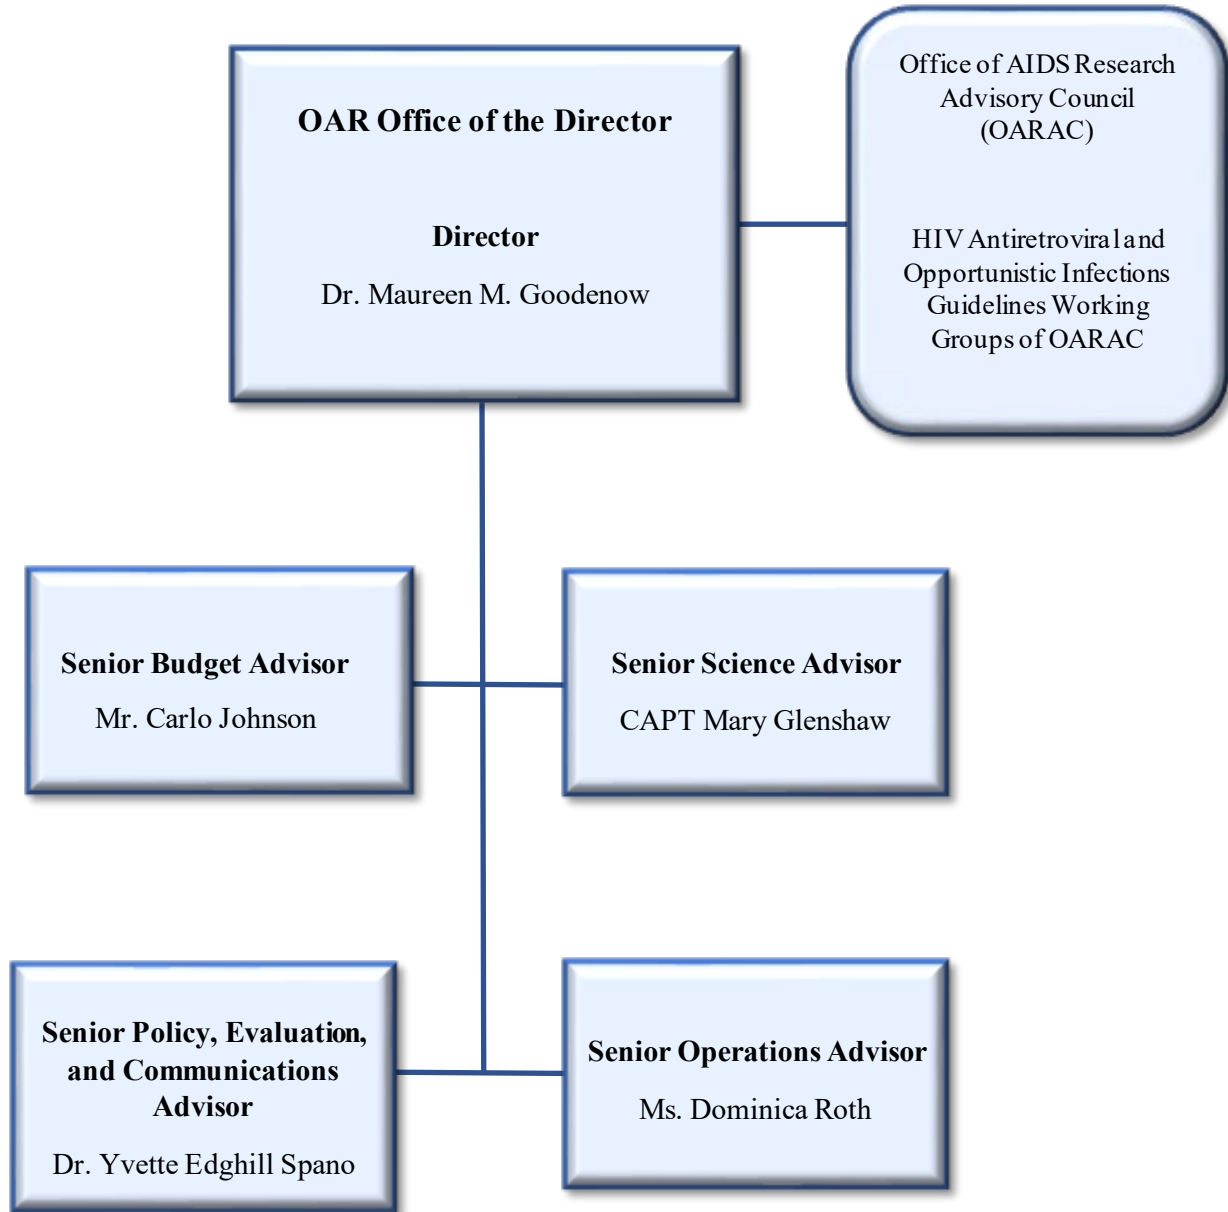 OAR Office of the Director
Director
Dr. Maureen M. Goodenow
Office of AIDS Research
Advisory Council
(OARAC)
HIV Antiretroviral and
Opportunistic Infections
Guidelines Working
Groups of OARAC
Senior Budget Advisor
Mr. Carlo Johnson
Senior Science Advisor
CAPT Mary Glenshaw
Senior Policy, Evaluation,
and Communications
Advisor
Dr. Yvette Edghill Spano
Senior Operations Advisor
Ms. Dominica Roth